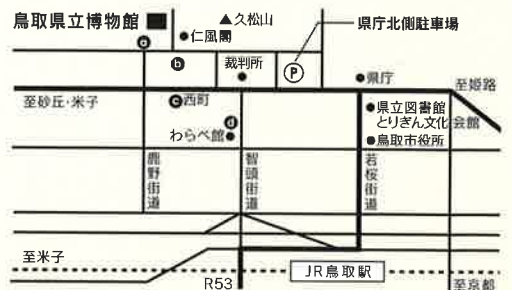 鳥取県立博物館
▲久松山
県庁北側駐車場
仁風閣
a
b
裁判所
P
県庁
至姫路
至砂丘・米子
c 西町
県立図書館
d
とりぎん文化会館
わらべ館
鳥取市役所
鹿野街道
智頭街道
若桜街道
至米子
JR鳥取駅
R53
至京都